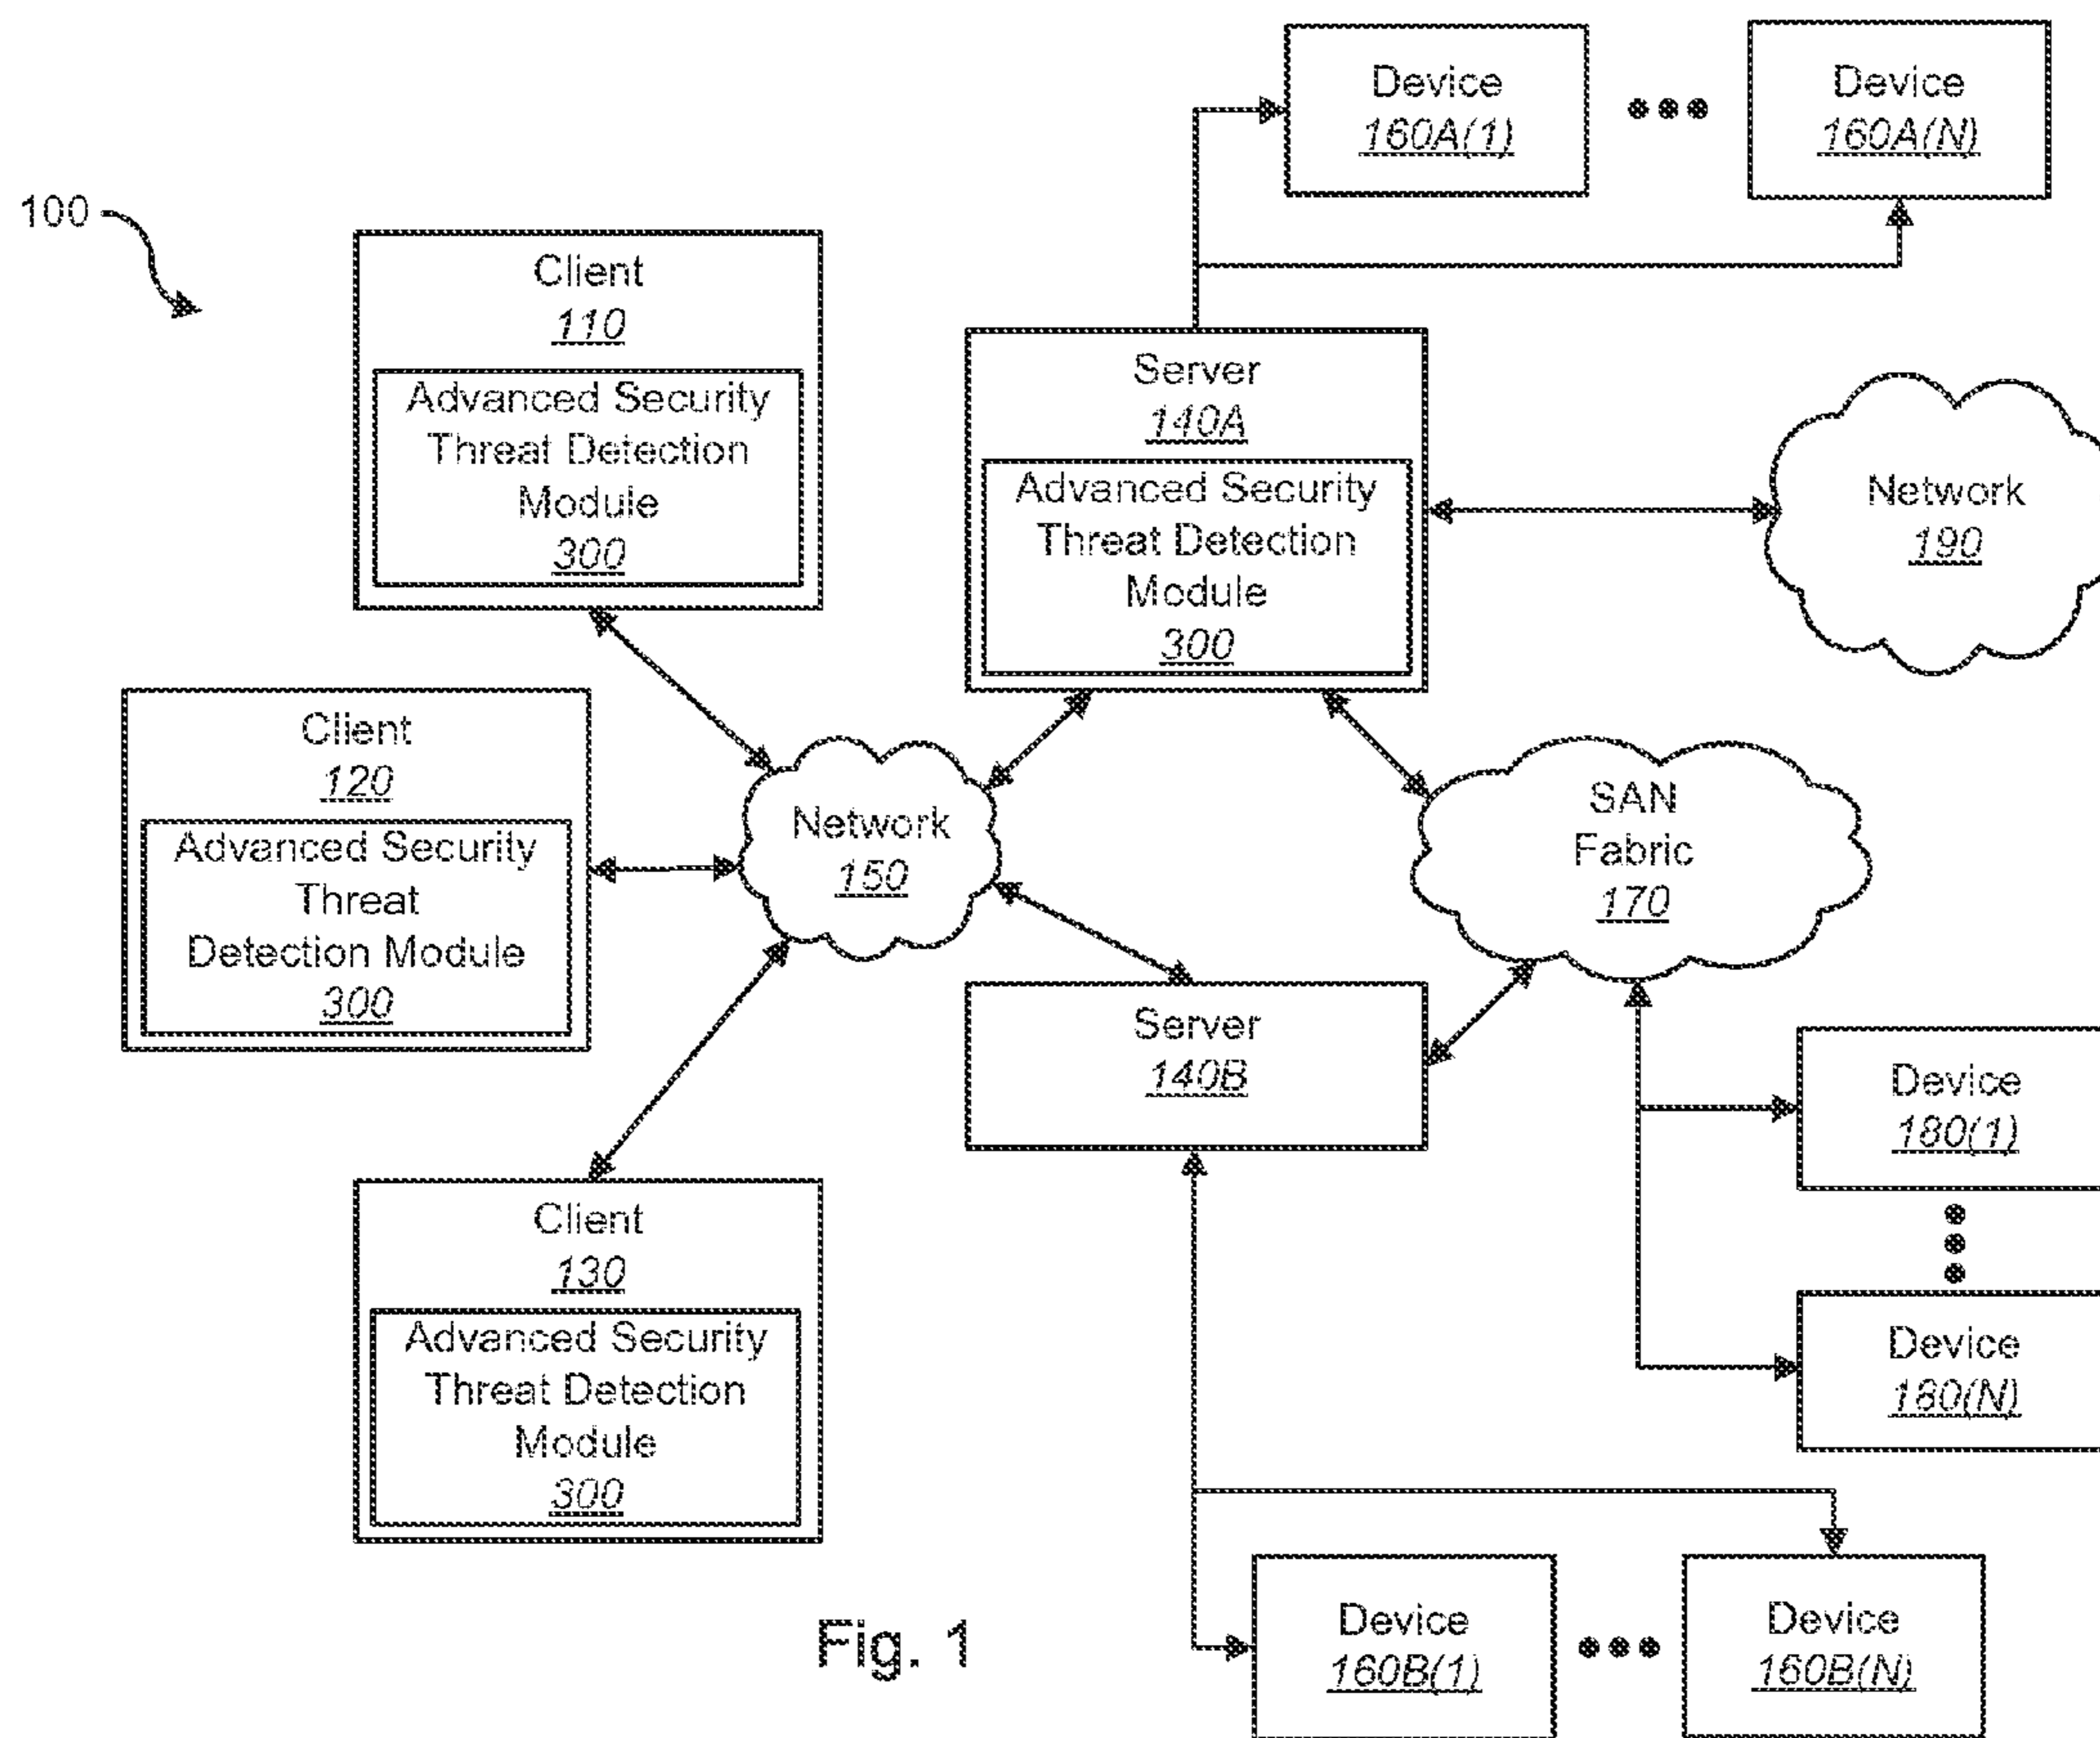 Device
160A(1)
Device
160A(N)
100
Client
110
Advanced Security
Threat Detection
Module
300
Server
140A
Advanced Security
Threat Detection
Module
300
Network
190
Client
120
Advanced Security
Threat
Detection Module
300
Network
150
SAN
Fabric
170
Server
140B
Device
180(1)
Device
180(N)
Client
130
Advanced Security
Threat Detection
Module
300
Device
160B(1)
Device
160B(N)
Fig. 1